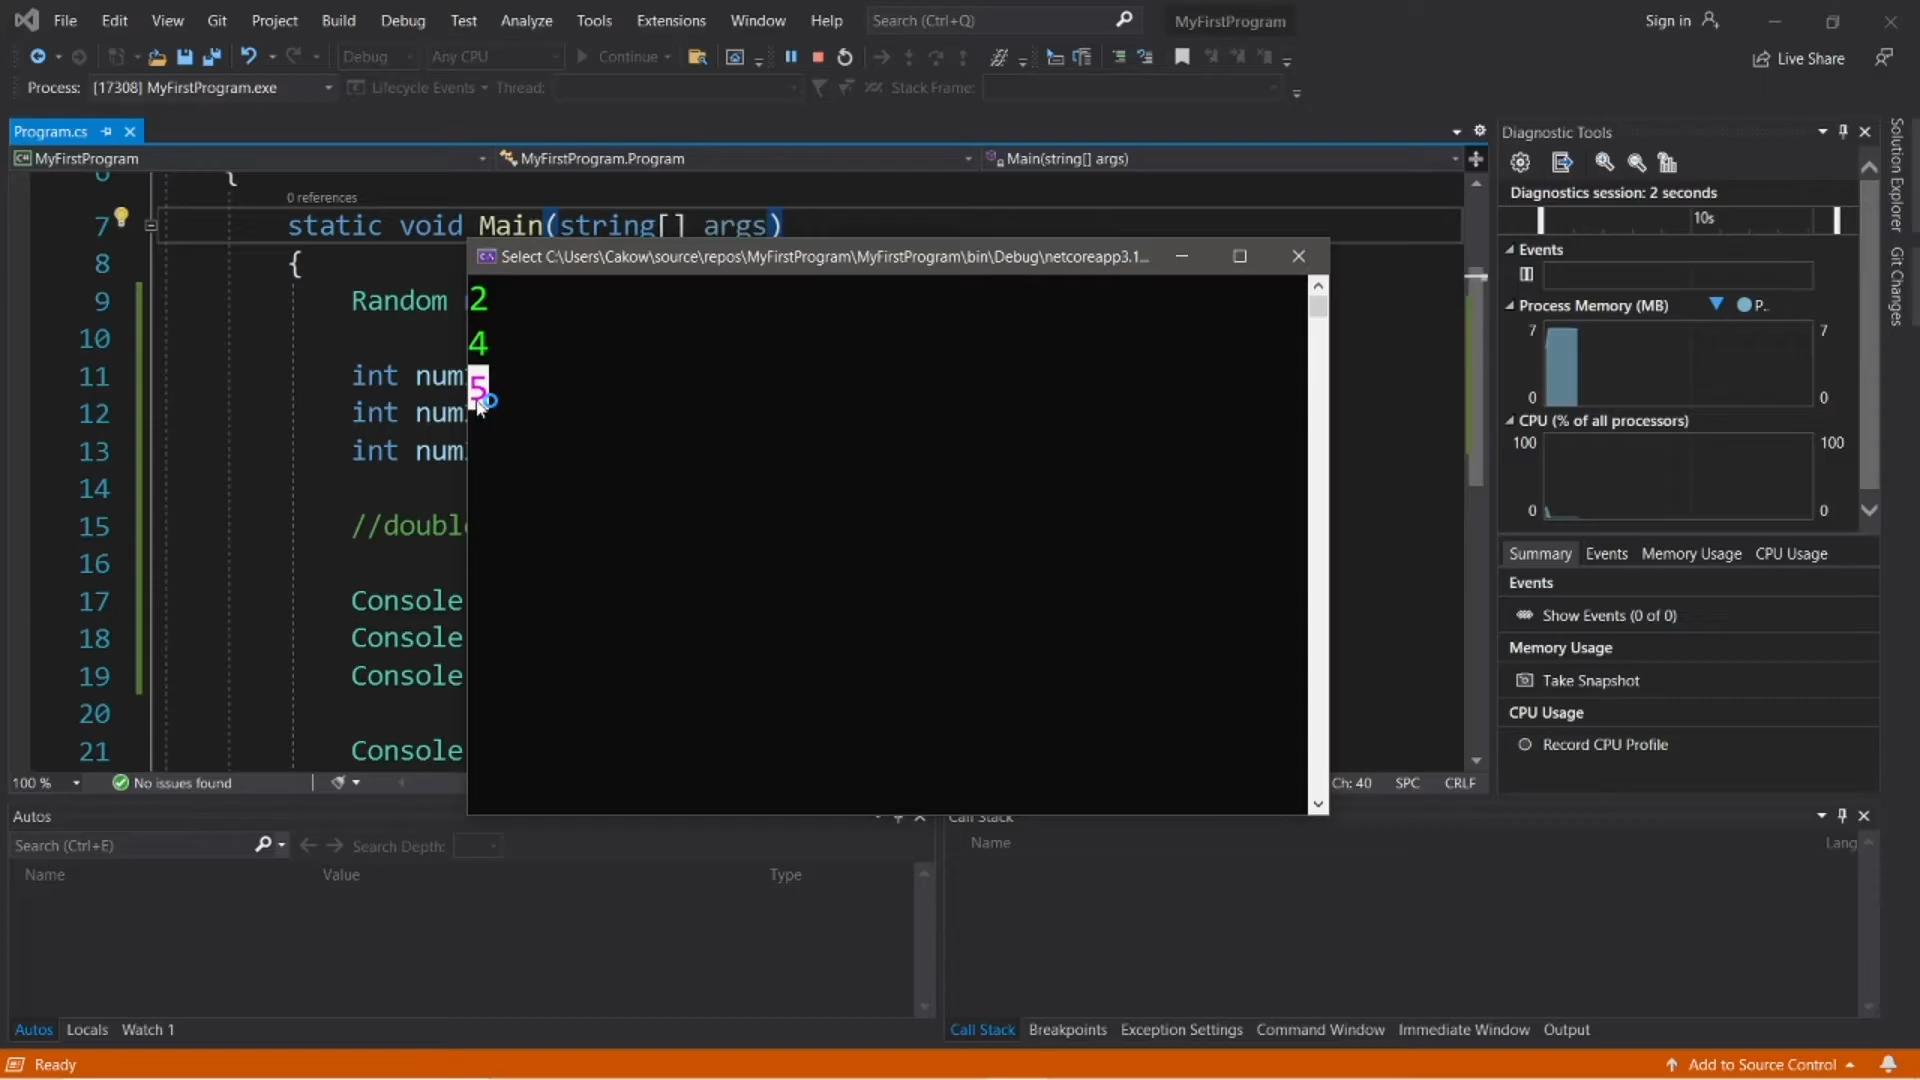 File Edit View Git Project Build Debug Test Analyze Tools Extensions Window Help Search (Ctrl+Q) MyFirstProgram Sign in
Debug Any CPU Continue Live Share
Process: [17308] MyFirstProgram.exe Lifecycle Events Thread: Stack Frame:
Program.cs
MyFirstProgram MyFirstProgram.Program Main(string[] args)
6 {
0 references
7 static void Main(string[] args)
8 {
9 Random
10
11 int num
12 int num
13 int num
14
15 //double
16
17 Console
18 Console
19 Console
20
21 Console
Select C:\Users\Cakow\source\repos\MyFirstProgram\MyFirstProgram\bin\Debug\netcoreapp3.1...
2
4
5
100 % No issues found Ch: 40 SPC CRLF
Diagnostic Tools
Diagnostics session: 2 seconds
10s
Events
Process Memory (MB) P..
7 7
0 0
CPU (% of all processors)
100 100
0 0
Summary Events Memory Usage CPU Usage
Events
Show Events (0 of 0)
Memory Usage
Take Snapshot
CPU Usage
Record CPU Profile
Solution Explorer
Git Changes
Autos
Search (Ctrl+E) Search Depth:
Name Value Type
Autos Locals Watch 1
Call Stack
Name Lang
Call Stack Breakpoints Exception Settings Command Window Immediate Window Output
Ready Add to Source Control